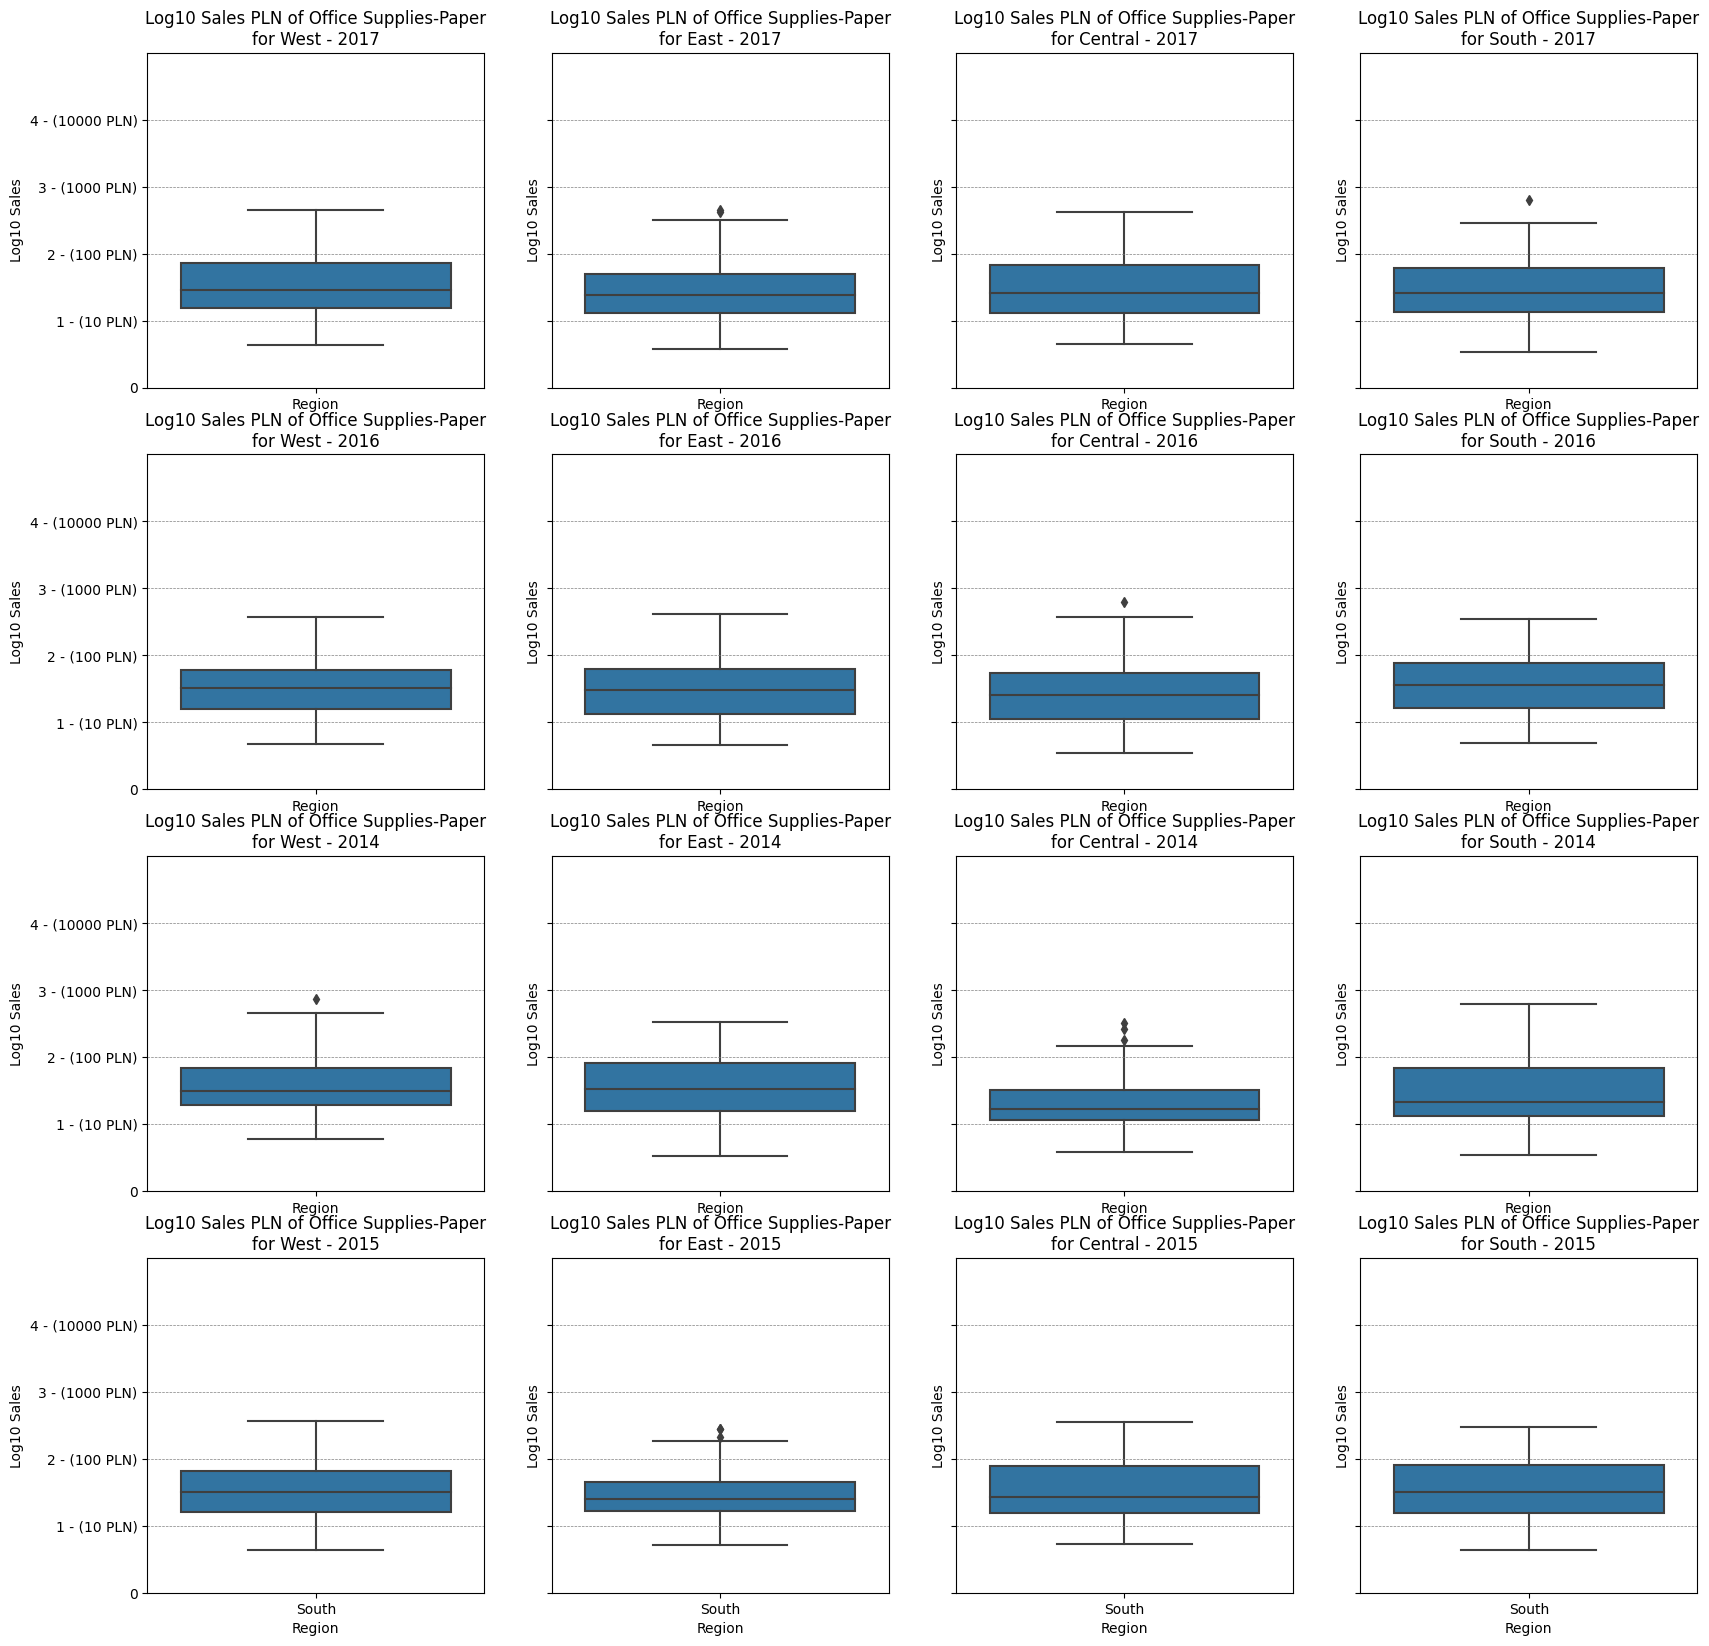 Log10 Sales PLN of Office Supplies-Paper
for West - 2017
Log10 Sales PLN of Office Supplies-Paper
for East - 2017
Log10 Sales PLN of Office Supplies-Paper
for Central - 2017
Log10 Sales PLN of Office Supplies-Paper
for South - 2017
4 - (10000 PLN)
3 - (1000 PLN)
2 - (100 PLN)
1 - (10 PLN)
0
Log10 Sales
Log10 Sales
Log10 Sales
Log10 Sales
Region
Region
Region
Region
Log10 Sales PLN of Office Supplies-Paper
for West - 2016
Log10 Sales PLN of Office Supplies-Paper
for East - 2016
Log10 Sales PLN of Office Supplies-Paper
for Central - 2016
Log10 Sales PLN of Office Supplies-Paper
for South - 2016
4 - (10000 PLN)
3 - (1000 PLN)
2 - (100 PLN)
1 - (10 PLN)
0
Log10 Sales
Log10 Sales
Log10 Sales
Log10 Sales
Region
Region
Region
Region
Log10 Sales PLN of Office Supplies-Paper
for West - 2014
Log10 Sales PLN of Office Supplies-Paper
for East - 2014
Log10 Sales PLN of Office Supplies-Paper
for Central - 2014
Log10 Sales PLN of Office Supplies-Paper
for South - 2014
4 - (10000 PLN)
3 - (1000 PLN)
2 - (100 PLN)
1 - (10 PLN)
0
Log10 Sales
Log10 Sales
Log10 Sales
Log10 Sales
Region
Region
Region
Region
Log10 Sales PLN of Office Supplies-Paper
for West - 2015
Log10 Sales PLN of Office Supplies-Paper
for East - 2015
Log10 Sales PLN of Office Supplies-Paper
for Central - 2015
Log10 Sales PLN of Office Supplies-Paper
for South - 2015
4 - (10000 PLN)
3 - (1000 PLN)
2 - (100 PLN)
1 - (10 PLN)
0
Log10 Sales
Log10 Sales
Log10 Sales
Log10 Sales
South
South
South
South
Region
Region
Region
Region